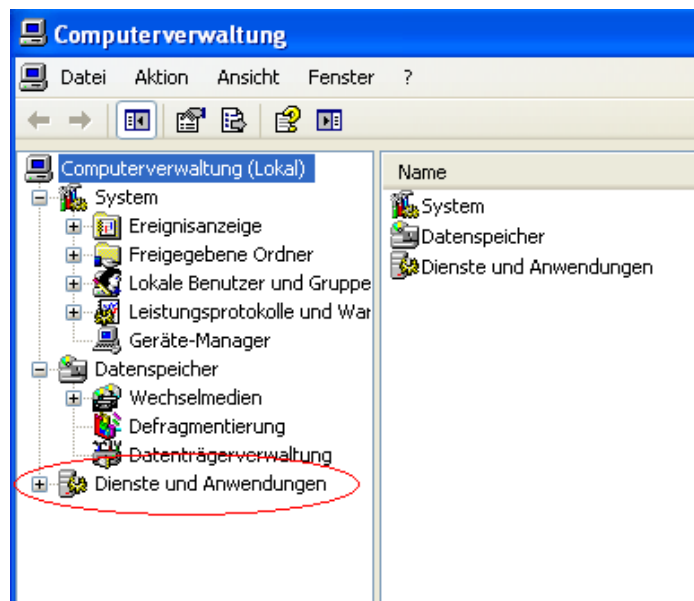 Computerverwaltung
Datei Aktion Ansicht Fenster ?
Computerverwaltung (Lokal)
System
Ereignisanzeige
Freigegebene Ordner
Lokale Benutzer und Gruppe
Leistungsprotokolle und War
Geräte-Manager
Datenspeicher
Wechselmedien
Defragmentierung
Datenträgerverwaltung
Dienste und Anwendungen
Name
System
Datenspeicher
Dienste und Anwendungen